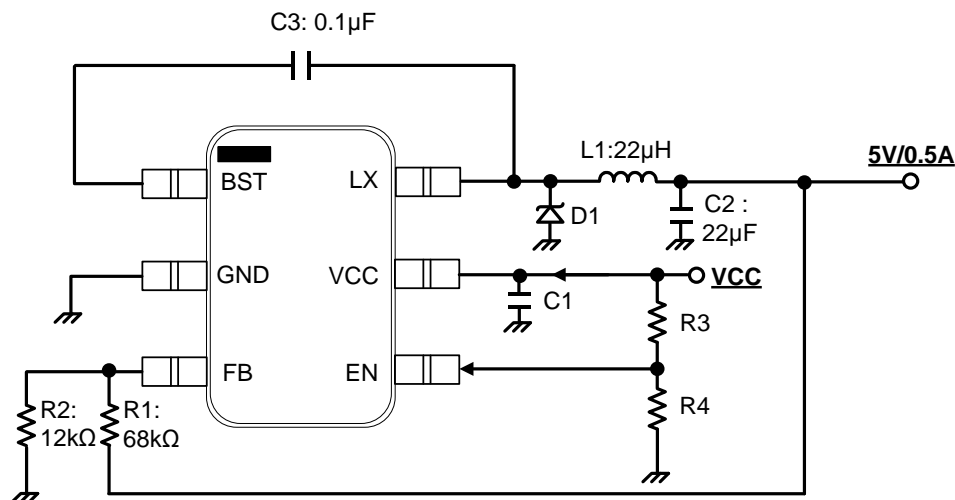 C3: 0.1µF
L1:22µH
5V/0.5A
BST
LX
D1
C2 :
22µF
GND
VCC
VCC
C1
R3
FB
EN
R4
R2:
12kΩ
R1:
68kΩ